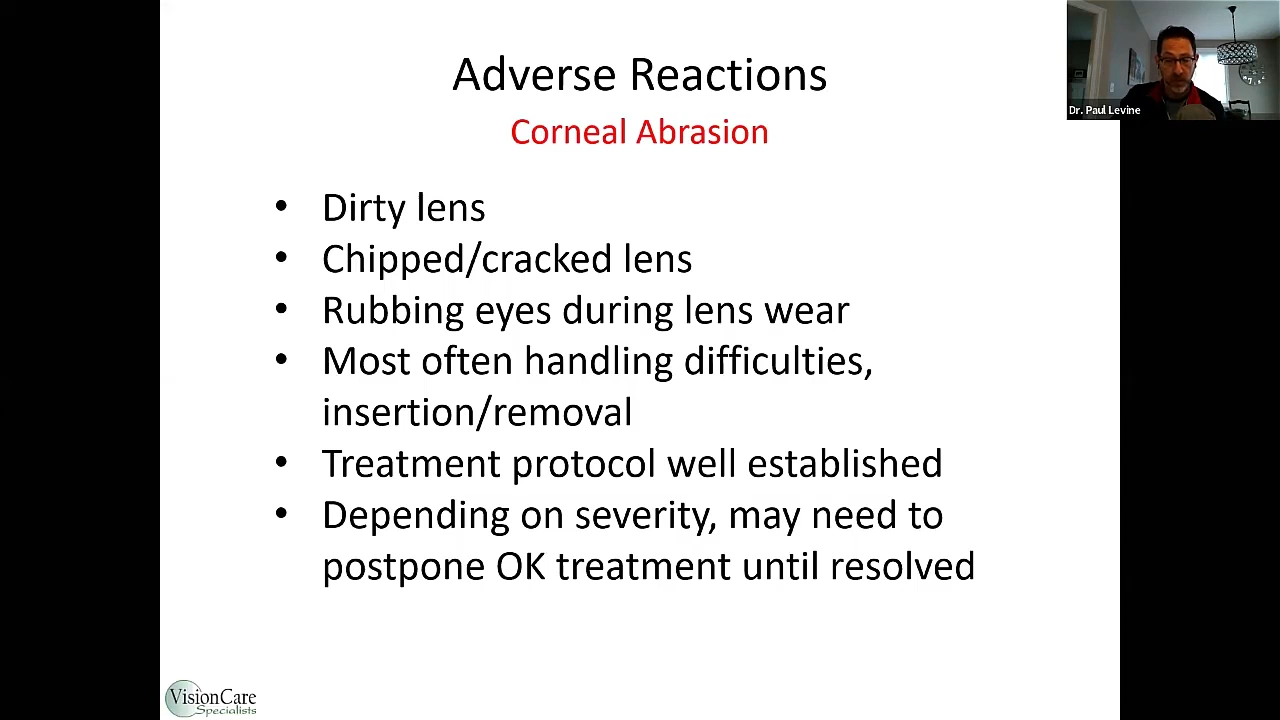 Adverse Reactions
Corneal Abrasion
Dr. Paul Levine
• Dirty lens
• Chipped/cracked lens
• Rubbing eyes during lens wear
• Most often handling difficulties,
insertion/removal
• Treatment protocol well established
• Depending on severity, may need to
postpone OK treatment until resolved
VisionCare
Specialists